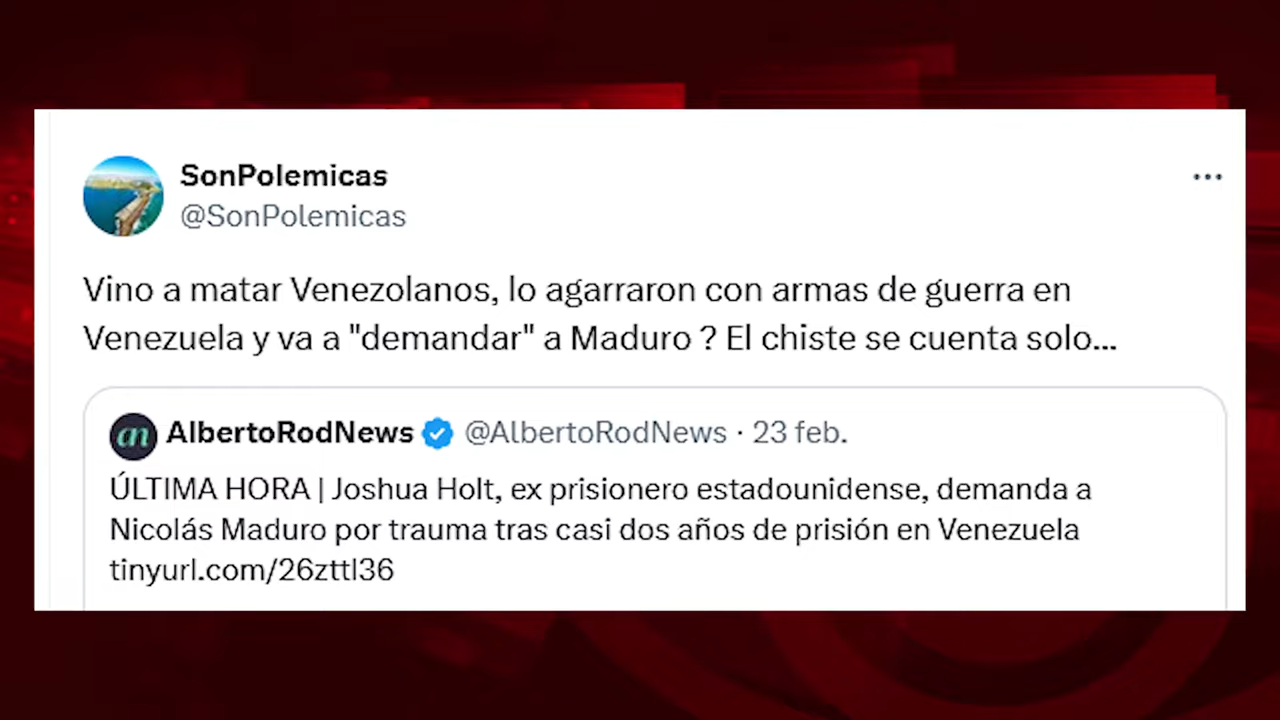 SonPolemicas
@SonPolemicas
Vino a matar Venezolanos, lo agarraron con armas de guerra en
Venezuela y va a "demandar" a Maduro ? El chiste se cuenta solo...
an AlbertoRodNews @AlbertoRodNews · 23 feb.
ÚLTIMA HORA | Joshua Holt, ex prisionero estadounidense, demanda a
Nicolás Maduro por trauma tras casi dos años de prisión en Venezuela
tinyurl.com/26zttl36